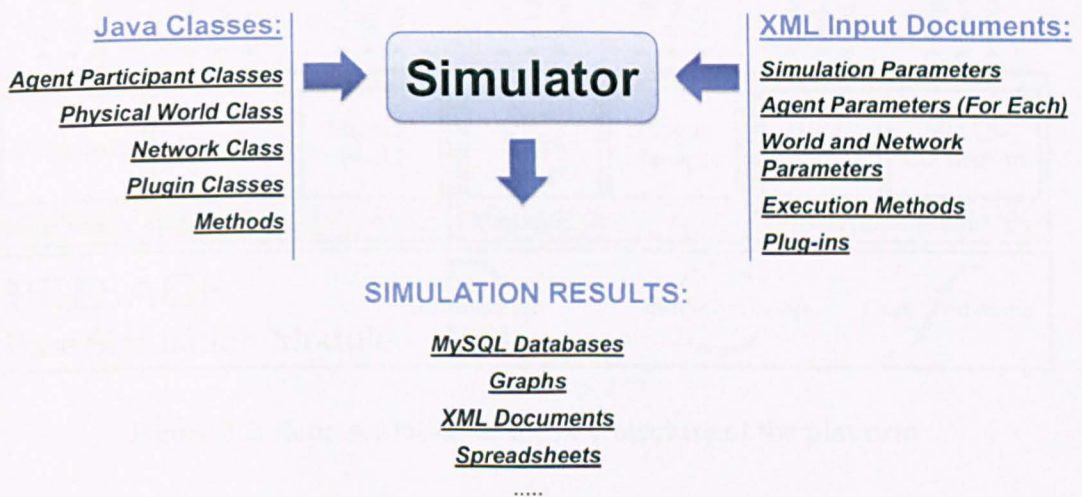 Java Classes:
Agent Participant Classes
Physical World Class
Network Class
Plugin Classes
Methods
Simulator
XML Input Documents:
Simulation Parameters
Agent Parameters (For Each)
World and Network
Parameters
Execution Methods
Plug-ins
SIMULATION RESULTS:
MySQL Databases
Graphs
XML Documents
Spreadsheets
.....